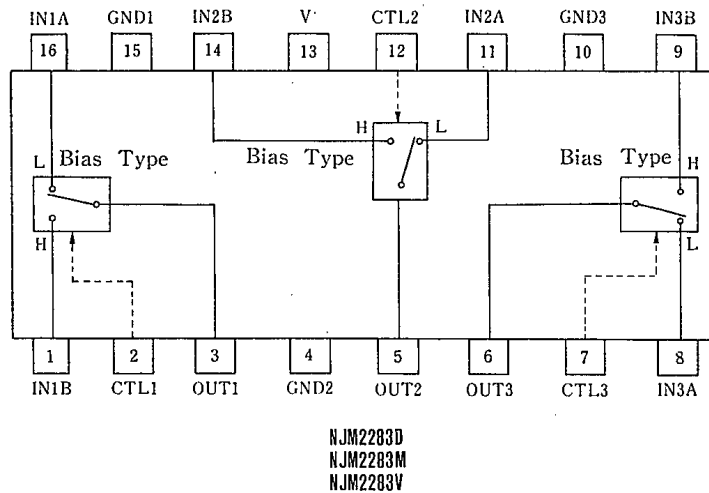 IN1A GND1 IN2B V CTL2 IN2A GND3 IN3B
16 15 14 13 12 11 10 9
H L
L Bias Type Bias Type Bias Type H
H L
1 2 3 4 5 6 7 8
IN1B CTL1 OUT1 GND2 OUT2 OUT3 CTL3 IN3A
NJM2283D
NJM2283M
NJM2283V